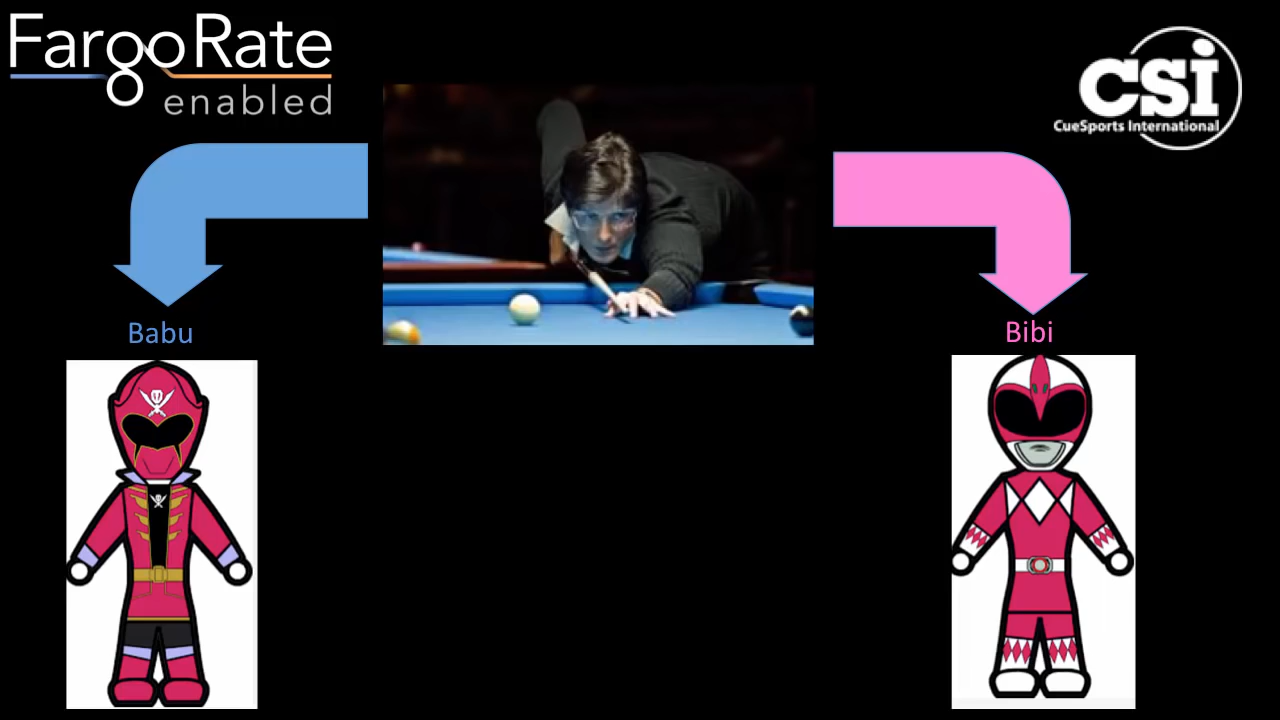 FargoRate
enabled
CSi
CueSports International
Babu
Bibi